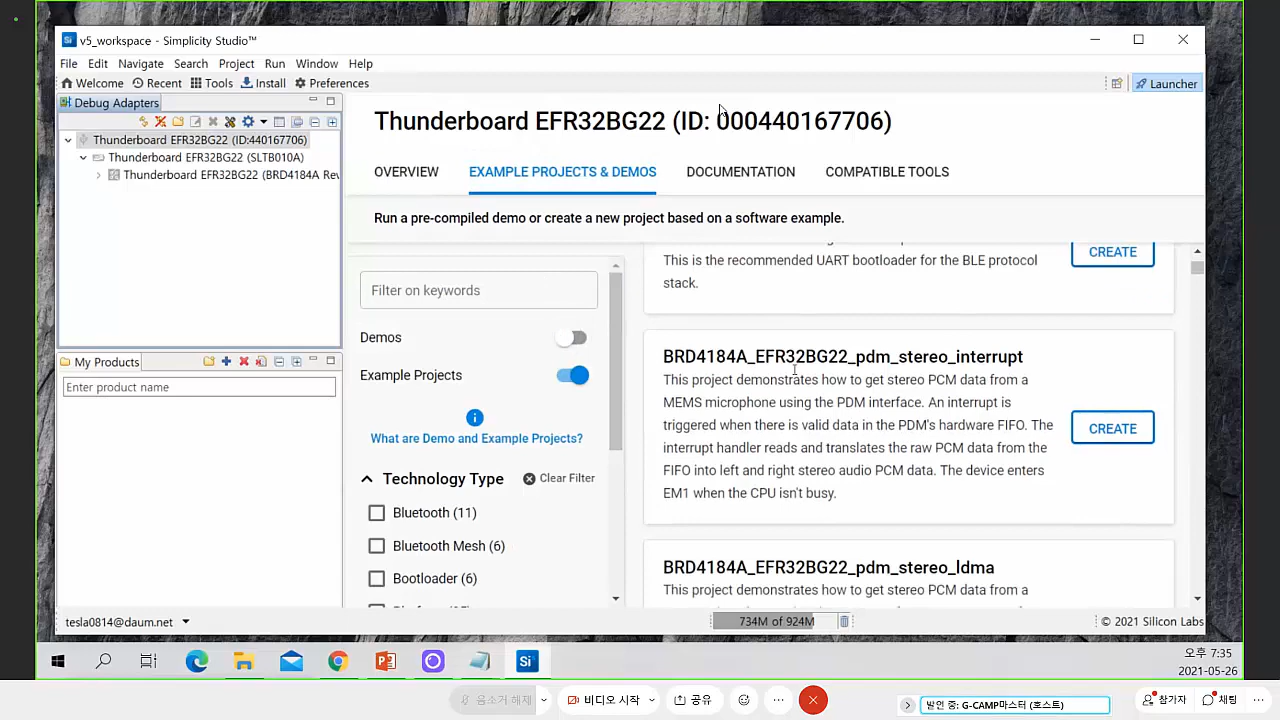 v5_workspace - Simplicity Studio™
File Edit Navigate Search Project Run Window Help
Welcome Recent Tools Install Preferences
Launcher
Debug Adapters
Thunderboard EFR32BG22 (ID:440167706)
Thunderboard EFR32BG22 (SLTB010A)
Thunderboard EFR32BG22 (BRD4184A Rev
My Products
Enter product name
Thunderboard EFR32BG22 (ID: 000440167706)
OVERVIEW EXAMPLE PROJECTS & DEMOS DOCUMENTATION COMPATIBLE TOOLS
Run a pre-compiled demo or create a new project based on a software example.
Filter on keywords
Demos
Example Projects
What are Demo and Example Projects?
Technology Type Clear Filter
Bluetooth (11)
Bluetooth Mesh (6)
Bootloader (6)
This is the recommended UART bootloader for the BLE protocol
stack.
CREATE
BRD4184A_EFR32BG22_pdm_stereo_interrupt
This project demonstrates how to get stereo PCM data from a
MEMS microphone using the PDM interface. An interrupt is
triggered when there is valid data in the PDM's hardware FIFO. The
interrupt handler reads and translates the raw PCM data from the
FIFO into left and right stereo audio PCM data. The device enters
EM1 when the CPU isn't busy.
CREATE
BRD4184A_EFR32BG22_pdm_stereo_ldma
This project demonstrates how to get stereo PCM data from a
tesla0814@daum.net
734M of 924M
© 2021 Silicon Labs
오후 7:35
2021-05-26
음소거 해제 비디오 시작 공유
발언 중: G-CAMP마스터 (호스트)
참가자 채팅